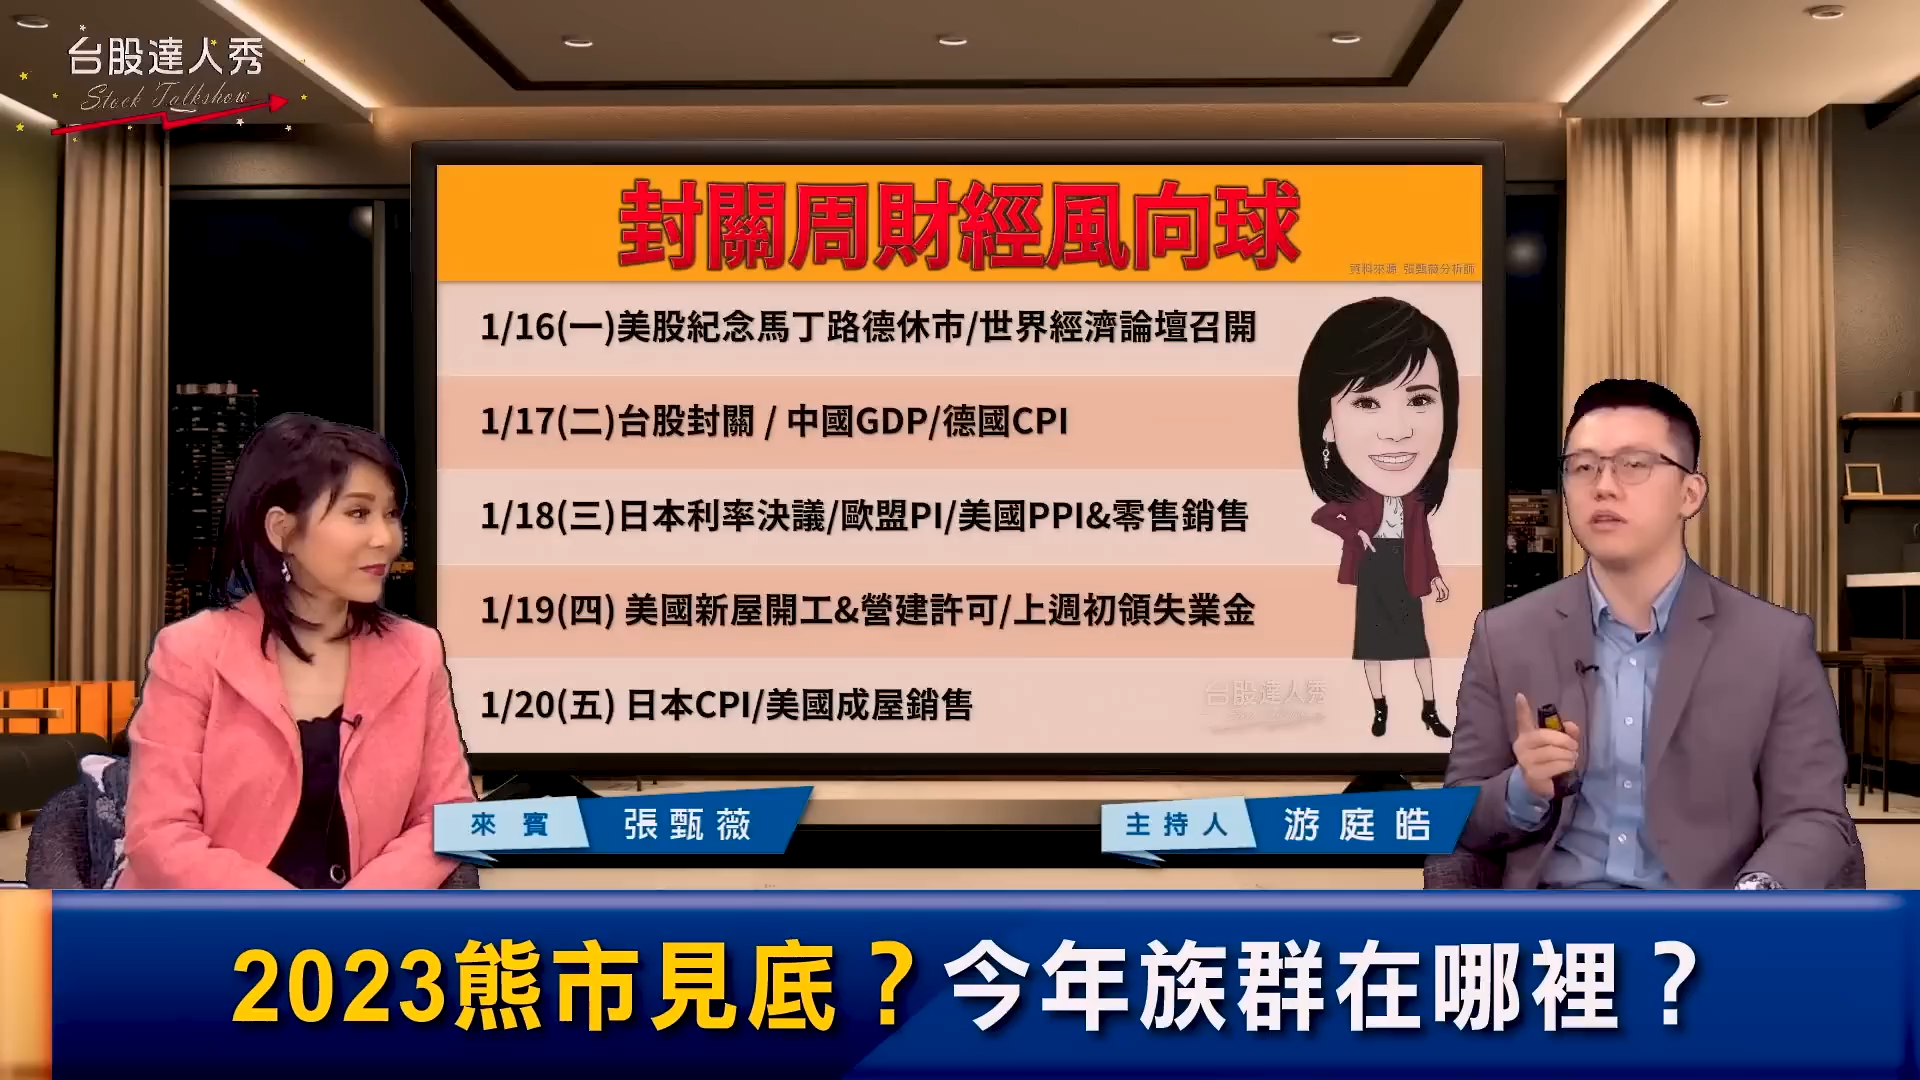 台股達人秀
Stock Talkshow
封關周財經風向球
資料來源 張甄薇分析師
1/16(一)美股紀念馬丁路德休市/世界經濟論壇召開
1/17(二)台股封關 / 中國GDP/德國CPI
1/18(三)日本利率決議/歐盟PI/美國PPI&零售銷售
1/19(四) 美國新屋開工&營建許可/上週初領失業金
1/20(五) 日本CPI/美國成屋銷售
台股達人秀
來賓 張甄薇
主持人 游庭皓
2023熊市見底？今年族群在哪裡？